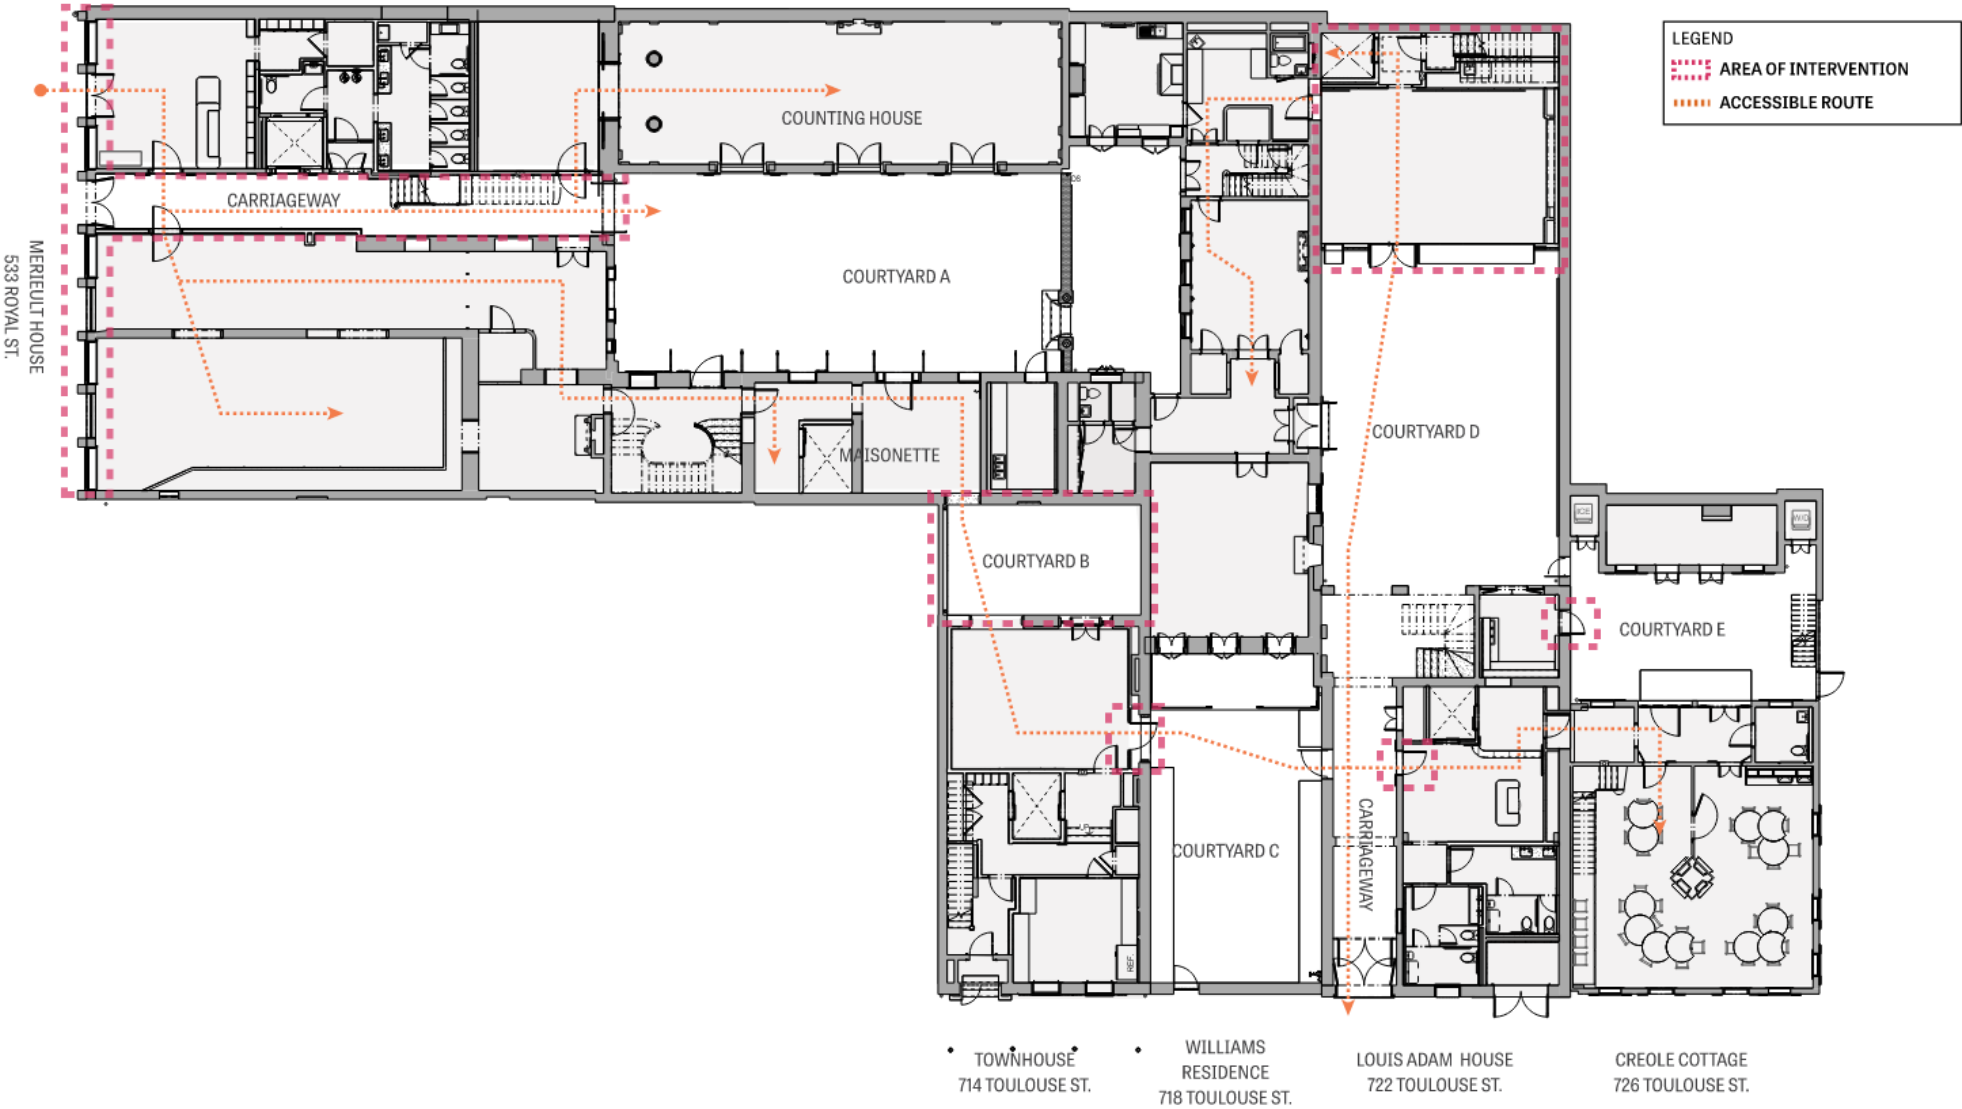 LEGEND
AREA OF INTERVENTION
ACCESSIBLE ROUTE
COUNTING HOUSE
CARRIAGEWAY
COURTYARD A
MERIEULT HOUSE
533 ROYAL ST.
MAISONETTE
COURTYARD D
COURTYARD B
ICE
COURTYARD E
COURTYARD C
CARRIAGEWAY
REF.
TOWNHOUSE
714 TOULOUSE ST.
WILLIAMS
RESIDENCE
718 TOULOUSE ST.
LOUIS ADAM HOUSE
722 TOULOUSE ST.
CREOLE COTTAGE
726 TOULOUSE ST.